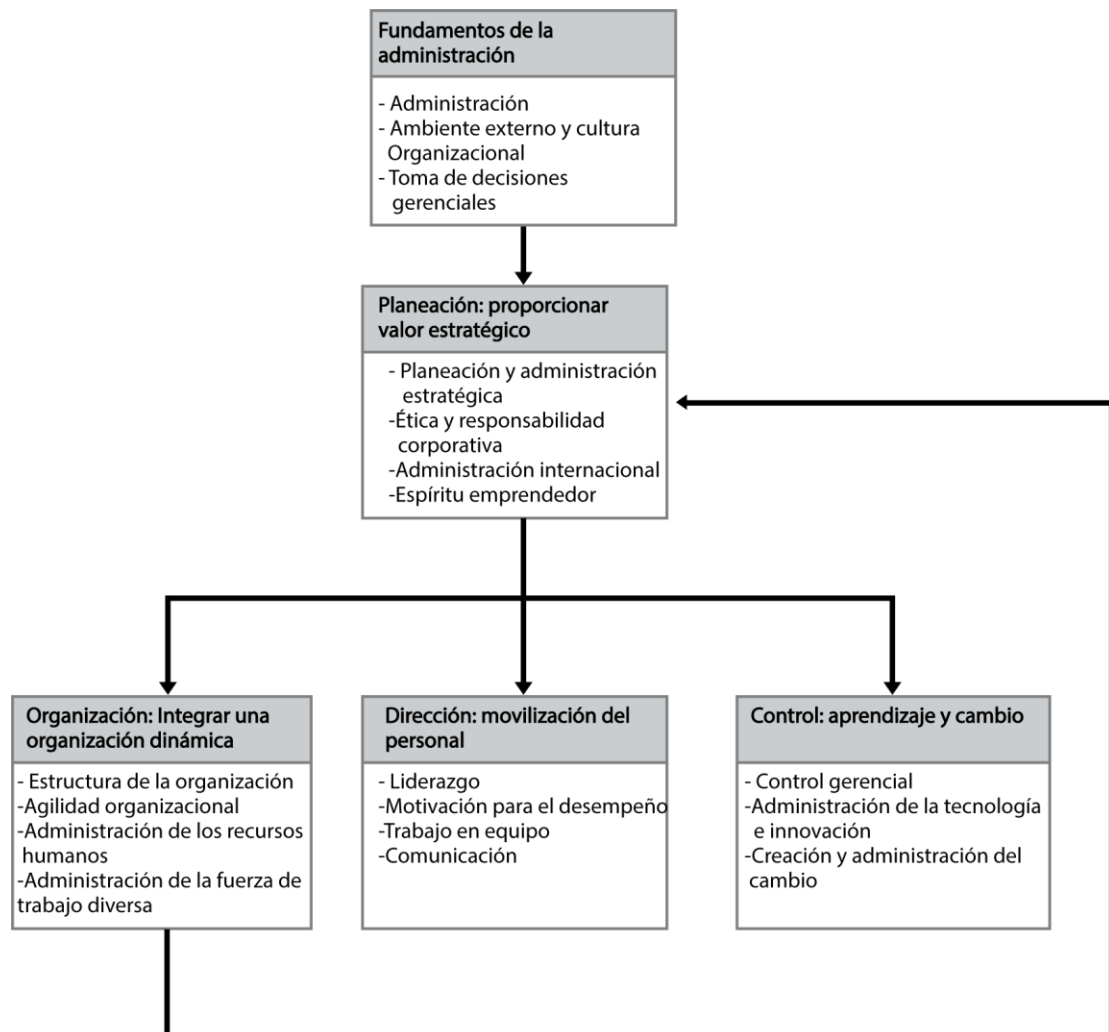 Fundamentos de la
administración
- Administración
- Ambiente externo y cultura
Organizacional
- Toma de decisiones
gerenciales
Planeación: proporcionar
valor estratégico
- Planeación y administración
estratégica
-Ética y responsabilidad
corporativa
-Administración internacional
-Espíritu emprendedor
Organización: Integrar una
organización dinámica
- Estructura de la organización
-Agilidad organizacional
-Administración de los recursos
humanos
-Administración de la fuerza de
trabajo diversa
Dirección: movilización del
personal
- Liderazgo
-Motivación para el desempeño
-Trabajo en equipo
-Comunicación
Control: aprendizaje y cambio
- Control gerencial
-Administración de la tecnología
e innovación
-Creación y administración del
cambio